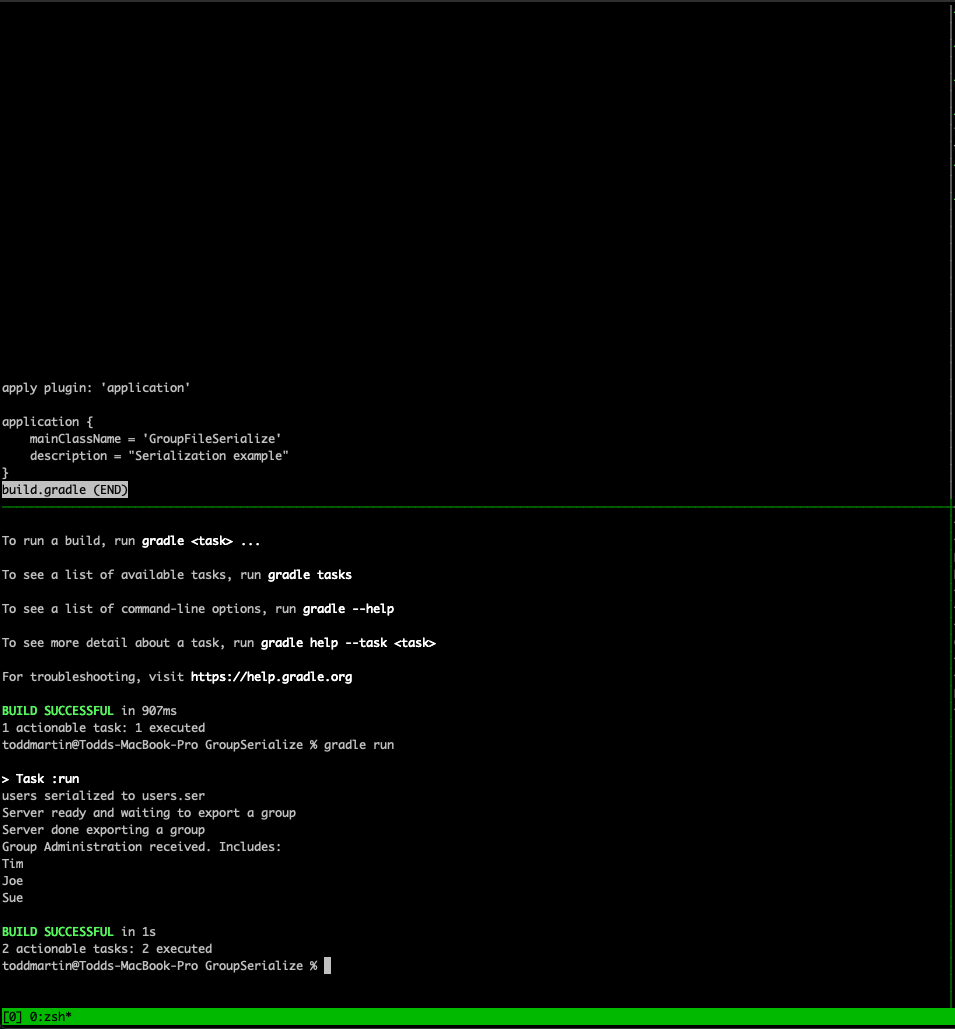 apply plugin: 'application'
application {
    mainClassName = 'GroupFileSerialize'
    description = "Serialization example"
}
build.gradle (END)
To run a build, run gradle <task> ...
To see a list of available tasks, run gradle tasks
To see a list of command-line options, run gradle --help
To see more detail about a task, run gradle help --task <task>
For troubleshooting, visit https://help.gradle.org
BUILD SUCCESSFUL in 907ms
1 actionable task: 1 executed
toddmartin@Todds-MacBook-Pro GroupSerialize % gradle run
> Task :run
users serialized to users.ser
Server ready and waiting to export a group
Server done exporting a group
Group Administration received. Includes:
Tim
Joe
Sue
BUILD SUCCESSFUL in 1s
2 actionable tasks: 2 executed
toddmartin@Todds-MacBook-Pro GroupSerialize %
[0] 0:zsh*